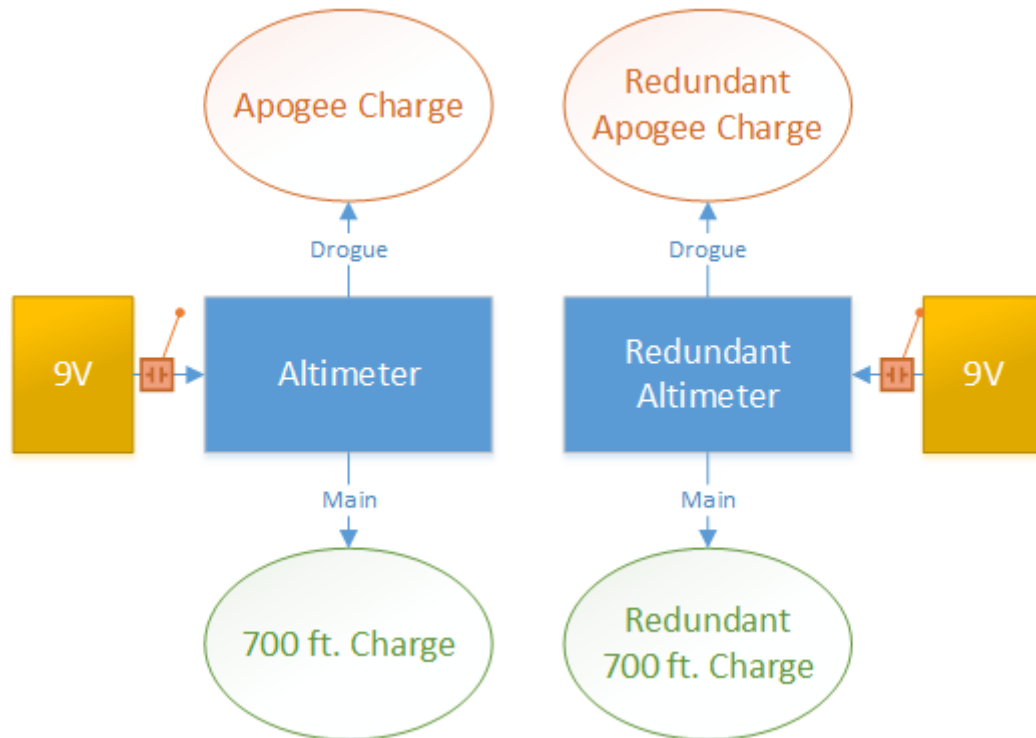 Apogee Charge
Redundant
Apogee Charge
Drogue
Drogue
9V
Altimeter
Redundant
Altimeter
9V
Main
Main
700 ft. Charge
Redundant
700 ft. Charge